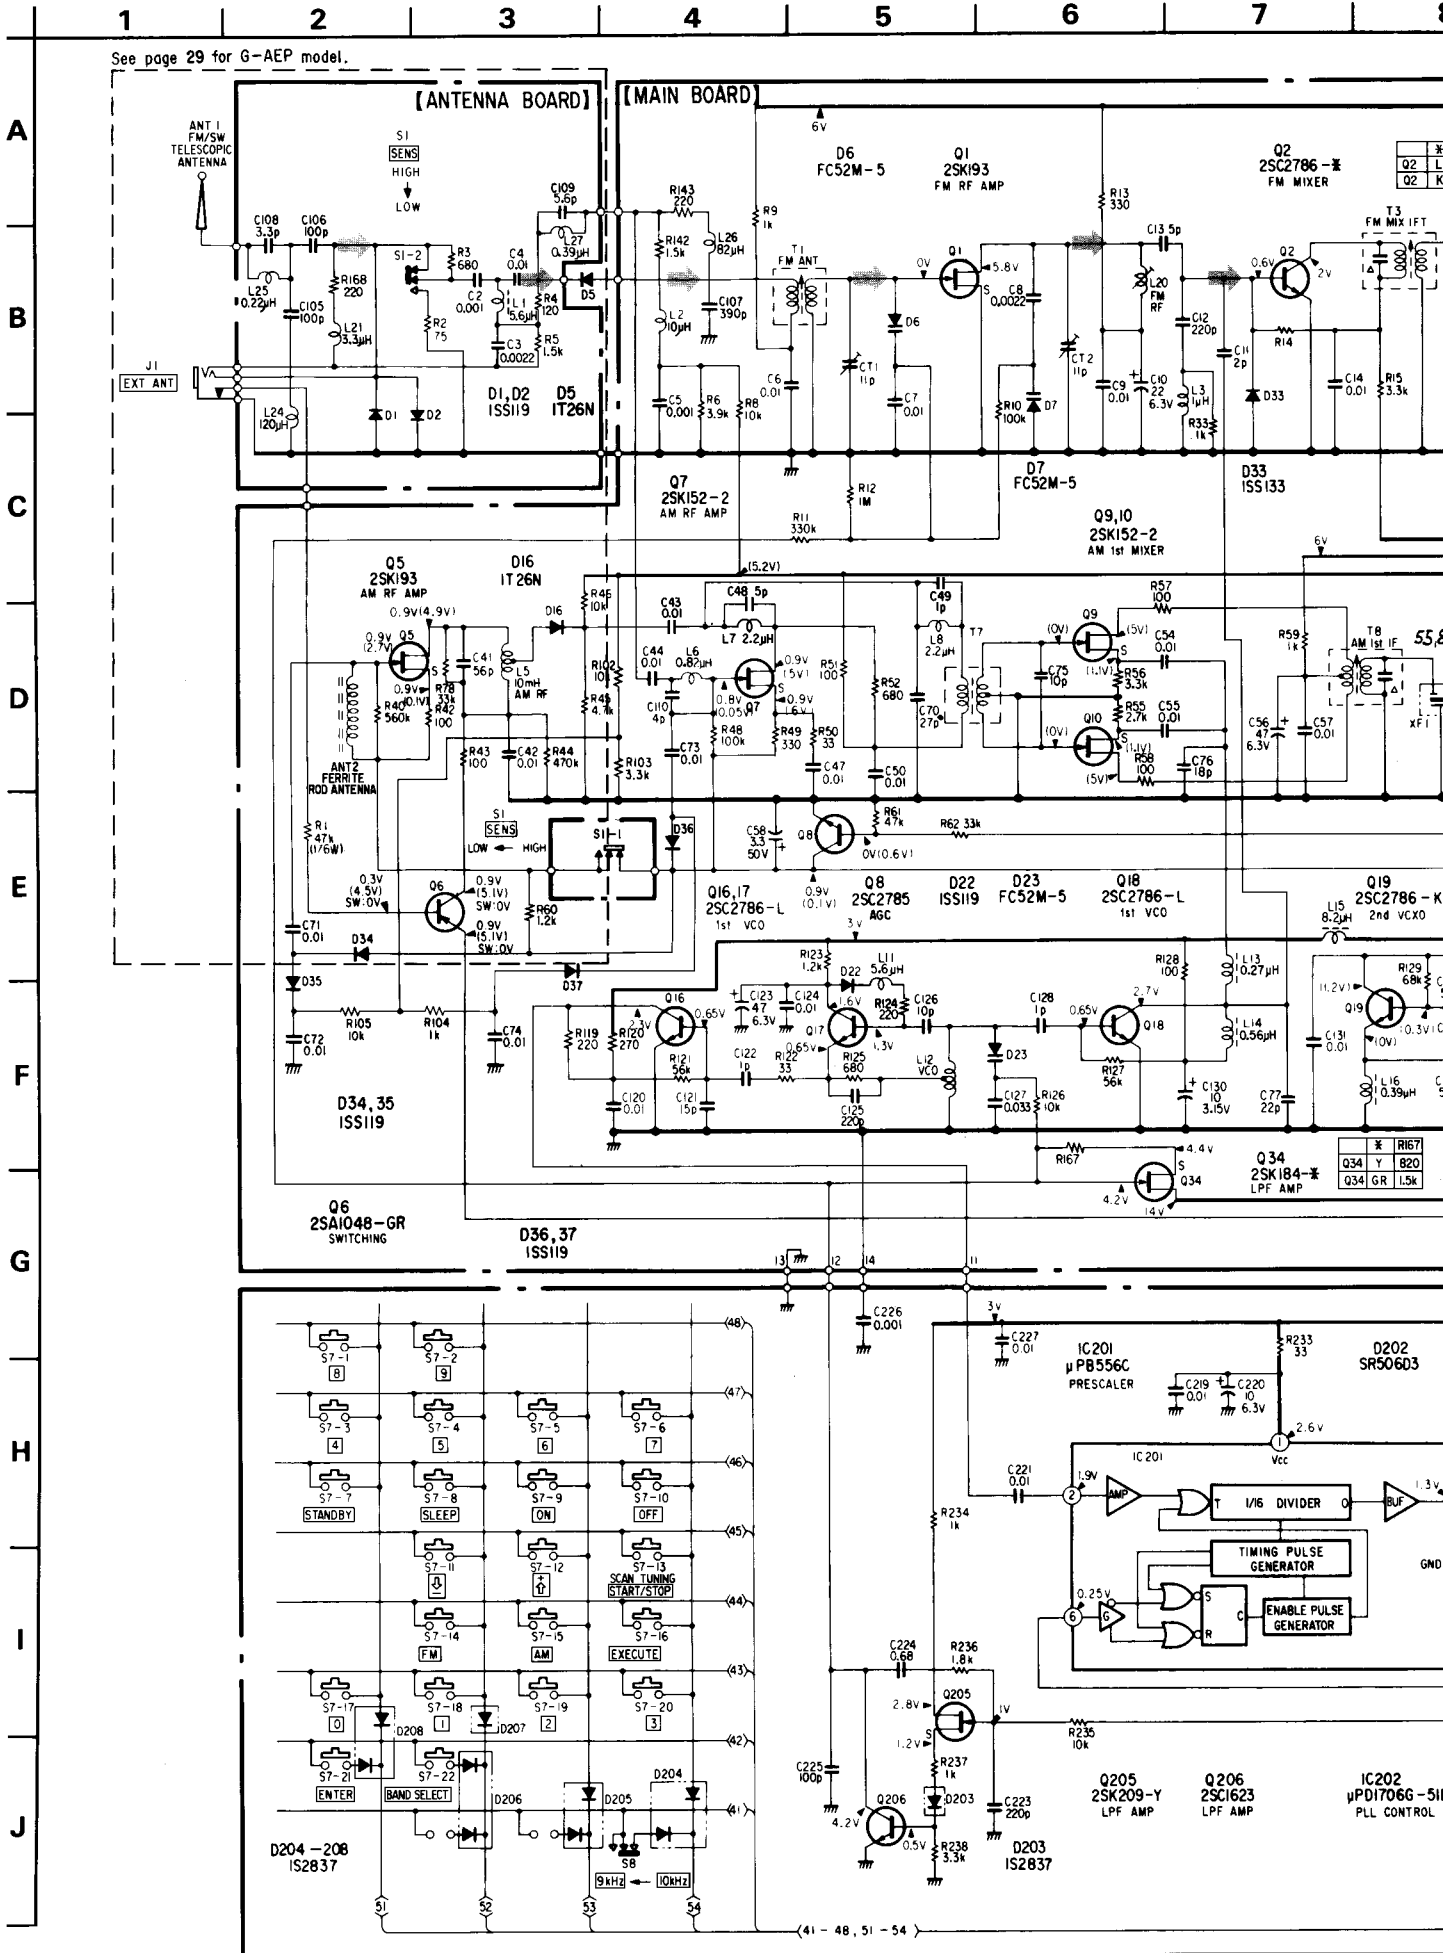 1 2 3 4 5 6 7
See page 29 for G-AEP model.
[ANTENNA BOARD] [MAIN BOARD]
A
ANT 1
FM/SW
TELESCOPIC
ANTENNA
S1
SENS
HIGH
LOW
C109
5.6p
R143
220
6V
D6
FC52M-5
Q1
2SK193
FM RF AMP
R13
330
Q2
2SC2786-*
FM MIXER
Q2 L
Q2 K
T3
FM MIX IFT
C108
3.3p
C106
100p
L27
0.39µH
R142
1.5k
L26
82µH
R9
1k
T1
FM ANT
C13 5p
B
S1-2
R3
680
C4
0.01
R168
220
L25
0.22µH
C105
100p
L21
3.3µH
R2
75
C2
0.001
L1
5.6µH
C3
0.0022
R4
120
R5
1.5k
D5
L2
10µH
C107
390p
0V
Q1
5.8V
S
C8
0.0022
L20
FM
RF
C12
220p
0.6V
Q2
2V
R14
C11
2p
D6
CT1
11p
CT2
11p
C6
0.01
C7
0.01
R10
100k
D7
C9
0.01
C10
22
6.3V
L3
1µH
R33
1k
D33
C14
0.01
R15
3.3k
J1
EXT ANT
L24
120µH
D1
D2
D1,D2
1SS119
D5
1T26N
C5
0.001
R6
3.9k
R8
10k
C
Q7
2SK152-2
AM RF AMP
R12
1M
R11
330k
D7
FC52M-5
D33
1SS133
Q9,10
2SK152-2
AM 1st MIXER
6V
Q5
2SK193
AM RF AMP
D16
1T26N
0.9V(4.9V)
0.9V
(2.7V)
Q5
S
0.9V
(0.1V)
D16
R46
10k
C43
0.01
C48 5p
(5.2V)
L7 2.2µH
C49
1p
L8
2.2µH
T7
R57
100
Q9
(0V)
(5V)
C54
0.01
R59
1k
T8
AM 1st IF
55.8
D
R40
560k
R78
33k
R42
100
C41
56p
L5
10mH
AM RF
R102
10k
R45
4.7k
C44
0.01
L6
0.82µH
C110
4p
0.8V
(0.05V)
Q7
0.9V
(5V)
S
0.9V
1.6V
R51
100
R52
680
C70
27p
C75
10p
(1.1V)
R56
3.3k
R55
2.7k
C55
0.01
Q10
(0V)
(1.1V)
S
(5V)
R58
100
C76
18p
C56
47
6.3V
C57
0.01
XF1
ANT2
FERRITE
ROD ANTENNA
R43
100
C42
0.01
R44
470k
R103
3.3k
C73
0.01
R48
100k
R49
330
R50
33
C47
0.01
C50
0.01
R1
47k
(1/6W)
S1
SENS
LOW HIGH
S1-1
D36
C58
3.3
50V
Q8
R61
47k
0V(0.6V)
R62 33k
E
0.3V
(4.5V)
SW:0V
Q6
0.9V
(5.1V)
SW:0V
0.9V
(5.1V)
SW:0V
R60
1.2k
Q16,17
2SC2786-L
1st VCO
0.9V
(0.1V)
Q8
2SC2785
AGC
3V
D22
1SS119
D23
FC52M-5
Q18
2SC2786-L
1st VCO
L15
8.2µH
Q19
2SC2786-K
2nd VCXO
C71
0.01
D34
D35
D37
R105
10k
R104
1k
C72
0.01
C74
0.01
R119
220
R120
270
Q16
2.3V
0.65V
C123
47
6.3V
C124
0.01
R123
1.2k
D22
L11
5.6µH
1.6V
Q17
R124
220
C126
10p
C128
1p
0.65V
R128
100
2.7V
Q18
L13
0.27µH
L14
0.56µH
(1.2V)
Q19
R129
68k
(0.3V)
(0V)
F
D34,35
1SS119
C120
0.01
R121
56k
C121
15p
C122
1p
R122
33
0.65V
1.3V
R125
680
C125
220p
L12
VCO
D23
C127
0.033
R126
10k
R127
56k
C130
10
3.15V
C77
22p
C131
0.01
L16
0.39µH
R167
4.4V
S
Q34
4.2V
14V
Q34
2SK184-*
LPF AMP
* R167
Q34 Y 820
Q34 GR 1.5k
G
Q6
2SA1048-GR
SWITCHING
D36,37
1SS119
13 12 14 11
C226
0.001
3V
C227
0.01
IC201
µPB556C
PRESCALER
R233
33
D202
SR506D3
C219
0.01
C220
10
6.3V
H
(48)
S7-1
8
S7-2
9
(47)
S7-3
4
S7-4
5
S7-5
6
S7-6
7
(46)
S7-7
STANDBY
S7-8
SLEEP
S7-9
ON
S7-10
OFF
(45)
S7-11
-
S7-12
+
S7-13
SCAN TUNING
START/STOP
(44)
S7-14
FM
S7-15
AM
S7-16
EXECUTE
(43)
S7-17
0
S7-18
1
S7-19
2
S7-20
3
D208
D207
(42)
S7-21
ENTER
S7-22
BAND SELECT
D206
D205
D204
(41)
S8
9kHz 10kHz
D204-208
1S2837
51 52 53 54
(41-48, 51-54)
2.6V
1
Vcc
IC201
C221
0.01
1.9V
2
AMP
T 1/16 DIVIDER O
BUF
1.3V
R234
1k
TIMING PULSE
GENERATOR
GND
I
0.25V
6
G
S
R
C
ENABLE PULSE
GENERATOR
C224
0.68
R236
1.8k
2.8V
Q205
S
1.2V
1V
R235
10k
R237
1k
D203
C225
100p
Q206
4.2V
0.5V
C223
220p
R238
3.3k
J
Q205
2SK209-Y
LPF AMP
Q206
2SC1623
LPF AMP
IC202
µPD1706G-511
PLL CONTROL
D203
1S2837